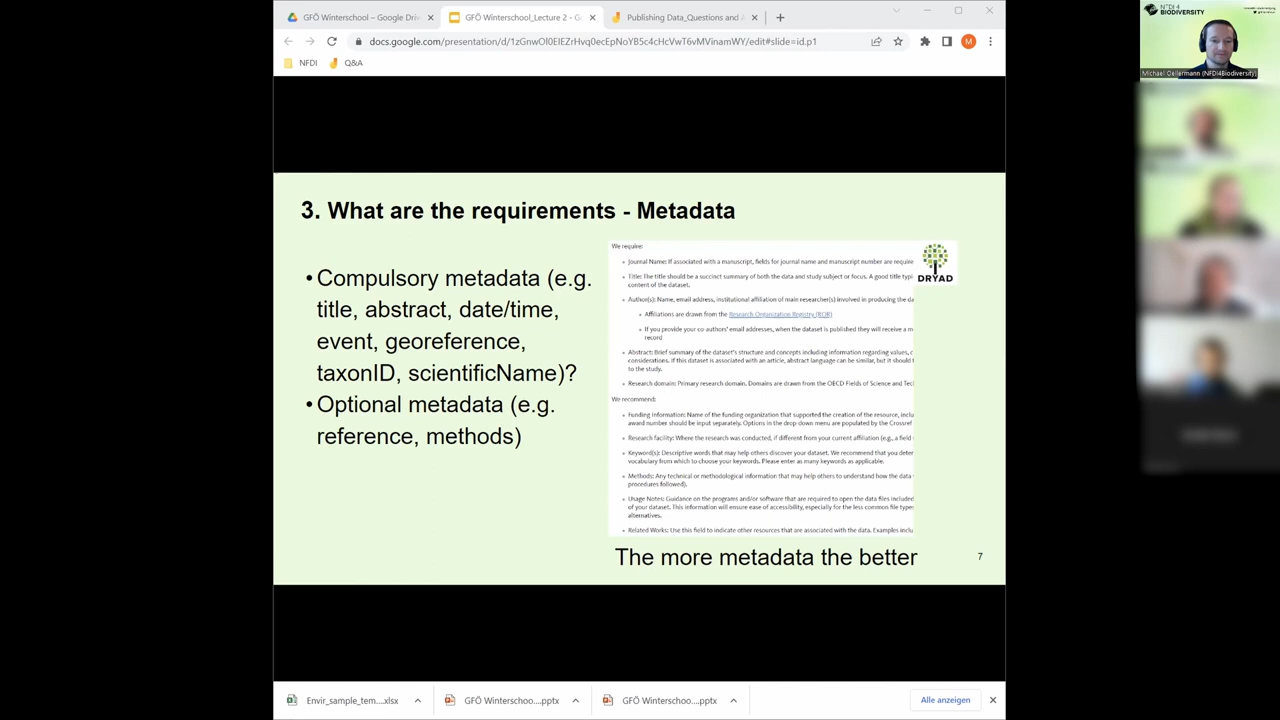 GFÖ Winterschool – Google Driv
GFÖ Winterschool_Lecture 2 - G
Publishing Data_Questions and A
docs.google.com/presentation/d/1zGnwOl0ElEZrHvq0ecEpNoYB5c4cHcVwT6vMVinamWY/edit#slide=id.p1
M
NFDI
Q&A
NFDI 4
BIODIVERSITY
Michael Oellermann (NFDI4Biodiversity)
3. What are the requirements - Metadata
• Compulsory metadata (e.g.
title, abstract, date/time,
event, georeference,
taxonID, scientificName)?
• Optional metadata (e.g.
reference, methods)
DRYAD
We require:
Journal Name: If associated with a manuscript, fields for journal name and manuscript number are require
Title: The title should be a succinct summary of both the data and study subject or focus. A good title typi
content of the dataset.
Author(s): Name, email address, institutional affiliation of main researcher(s) involved in producing the da
Affiliations are drawn from the Research Organization Registry (ROR)
If you provide your co-authors' email addresses, when the dataset is published they will receive a m
record
Abstract: Brief summary of the dataset's structure and concepts including information regarding values, c
considerations. If this dataset is associated with an article, abstract language can be similar, but it should
to the study.
Research domain: Primary research domain. Domains are drawn from the OECD Fields of Science and Tec
We recommend:
Funding information: Name of the funding organization that supported the creation of the resource, inclu
award number should be input separately. Options in the drop down menu are populated by the Crossref
Research facility: Where the research was conducted, if different from your current affiliation (e.g., a field
Keyword(s): Descriptive words that may help others discover your dataset. We recommend that you deter
vocabulary from which to choose your keywords. Please enter as many keywords as applicable.
Methods: Any technical or methodological information that may help others to understand how the data
procedures followed).
Usage Notes: Guidance on the programs and/or software that are required to open the data files included
of your dataset. This information will ensure ease of accessibility, especially for the less common file types
alternatives.
Related Works: Use this field to indicate other resources that are associated with the data. Examples inclu
The more metadata the better
7
Envir_sample_tem....xlsx
GFÖ Winterschoo....pptx
GFÖ Winterschoo....pptx
Alle anzeigen